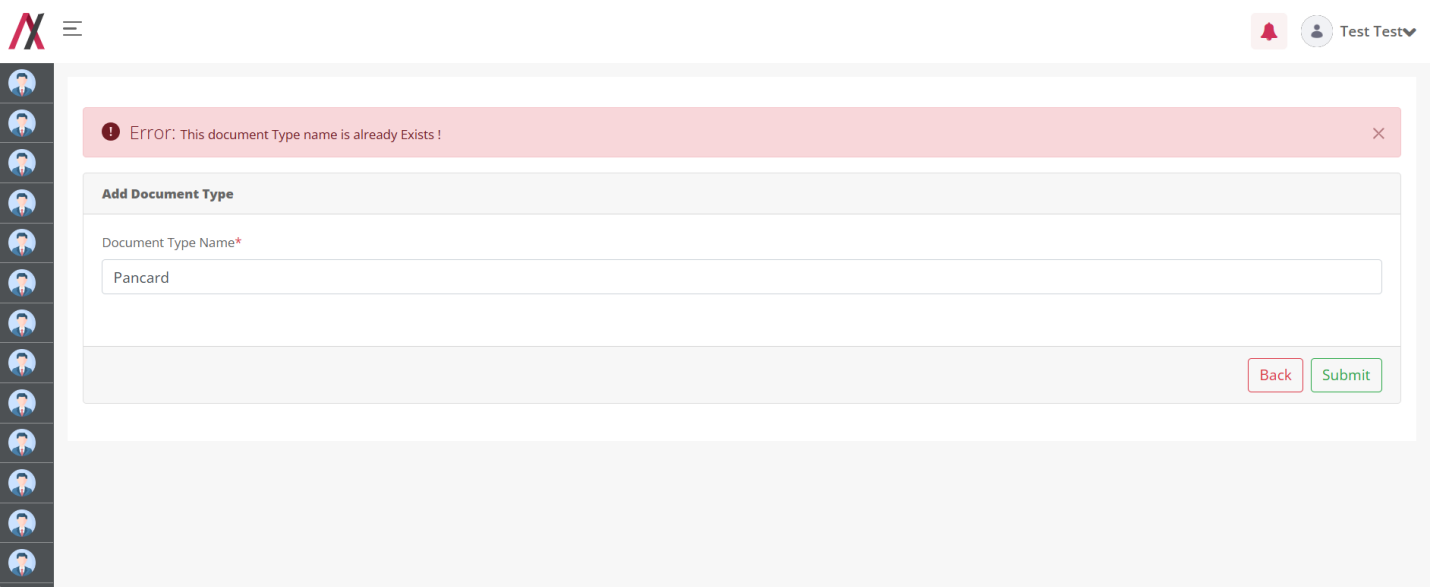 Test Test
Error: This document Type name is already Exists !
Add Document Type
Document Type Name*
Pancard
Back Submit